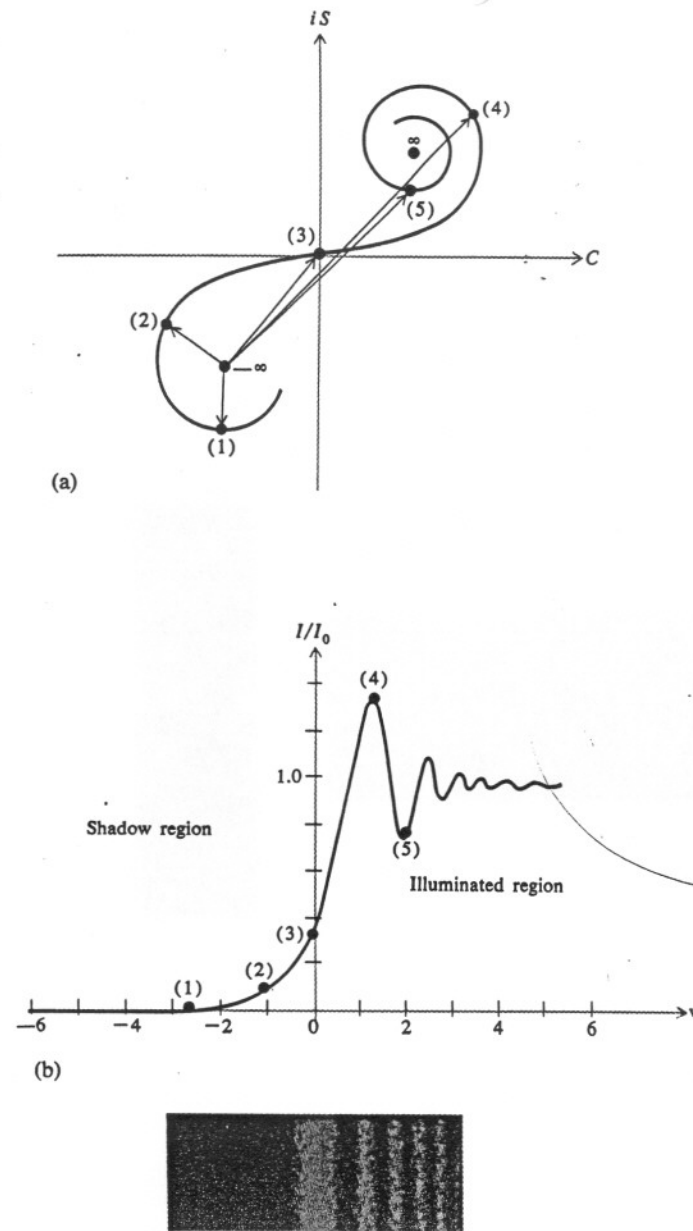 iS
(4)
∞
(5)
(3)
C
(2)
—∞
(1)
(a)
I/I₀
(4)
1.0
Shadow region
(5)
Illuminated region
(3)
(2)
(1)
−6 −4 −2 0 2 4 6
(b)